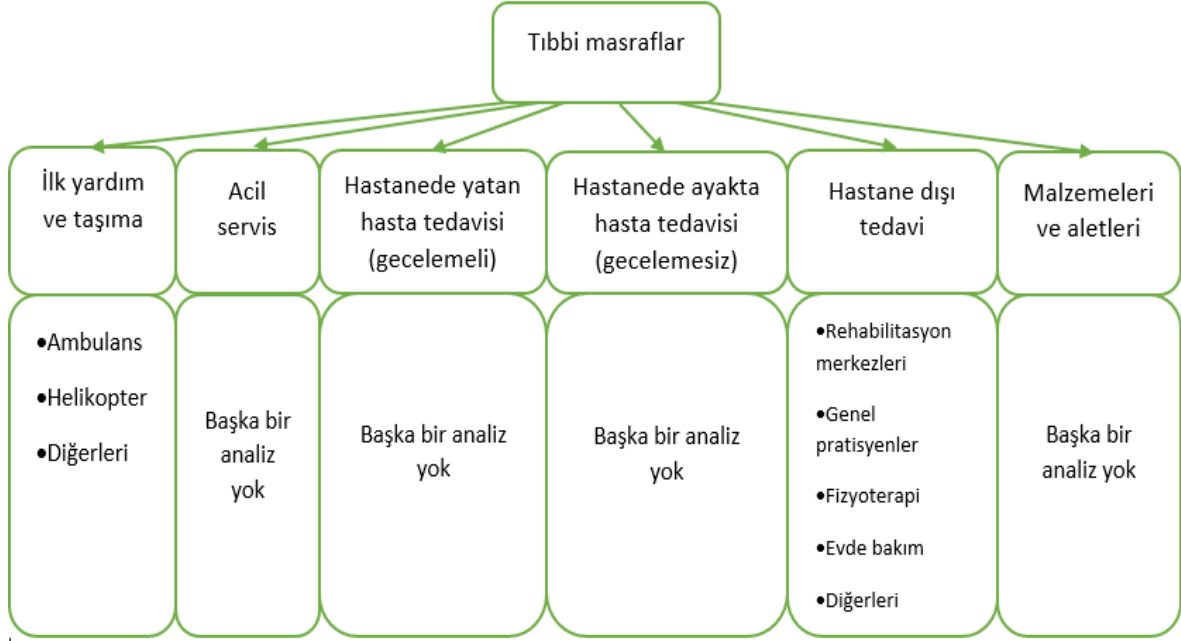 Tıbbi masraflar
İlk yardım
ve taşıma
Acil
servis
Hastanede yatan
hasta tedavisi
(gecelemeli)
Hastanede ayakta
hasta tedavisi
(gecelemesiz)
Hastane dışı
tedavi
Malzemeleri
ve aletleri
•Ambulans
•Helikopter
•Diğerleri
Başka bir
analiz
yok
Başka bir analiz
yok
Başka bir analiz
yok
•Rehabilitasyon
merkezleri
•Genel
pratisyenler
•Fizyoterapi
•Evde bakım
•Diğerleri
Başka bir
analiz yok